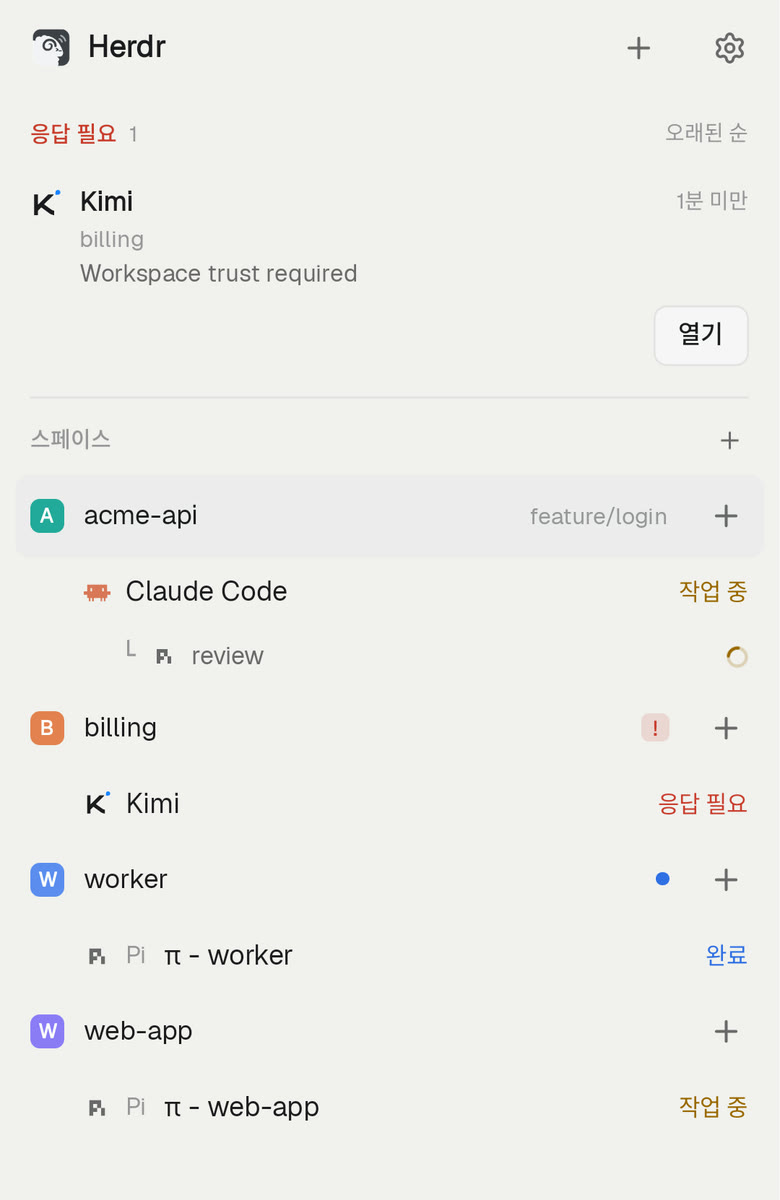 Herdr
응답 필요 1 오래된 순
Kimi 1분 미만
billing
Workspace trust required
열기
스페이스
A acme-api feature/login
Claude Code 작업 중
└ review
B billing !
Kimi 응답 필요
W worker
Pi π - worker 완료
W web-app
Pi π - web-app 작업 중